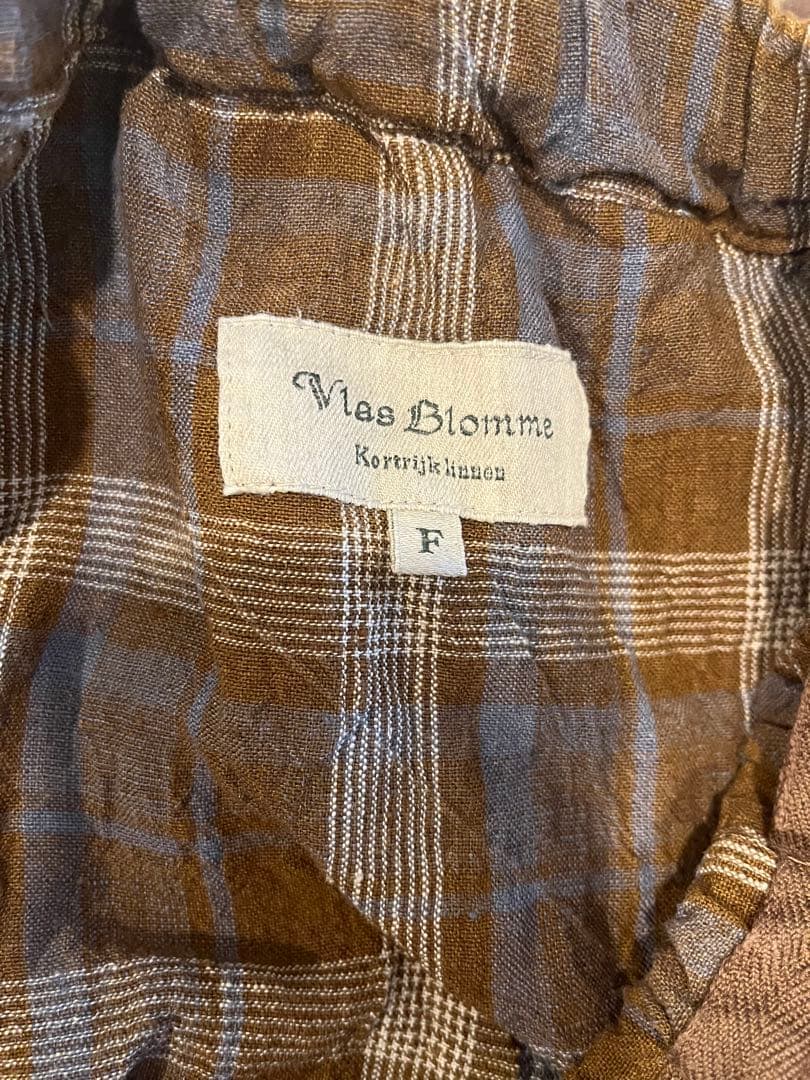 Vlas Blomme
Kortrijk linnen
F